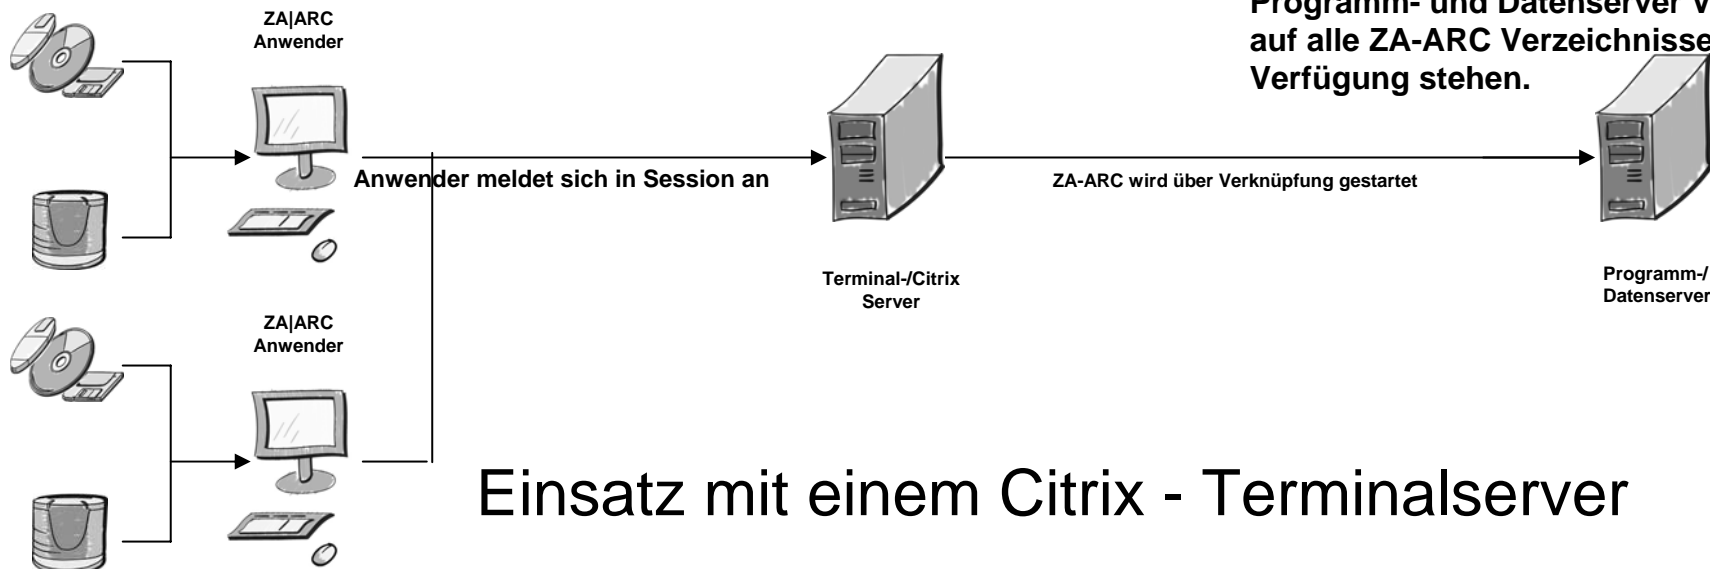 ZA|ARC
Anwender
Programm- und Datenserver
auf alle ZA-ARC Verzeichnisse
Verfügung stehen.
Anwender meldet sich in Session an
ZA-ARC wird über Verknüpfung gestartet
Terminal-/Citrix
Server
Programm-/
Datenserver
ZA|ARC
Anwender
Einsatz mit einem Citrix - Terminalserver